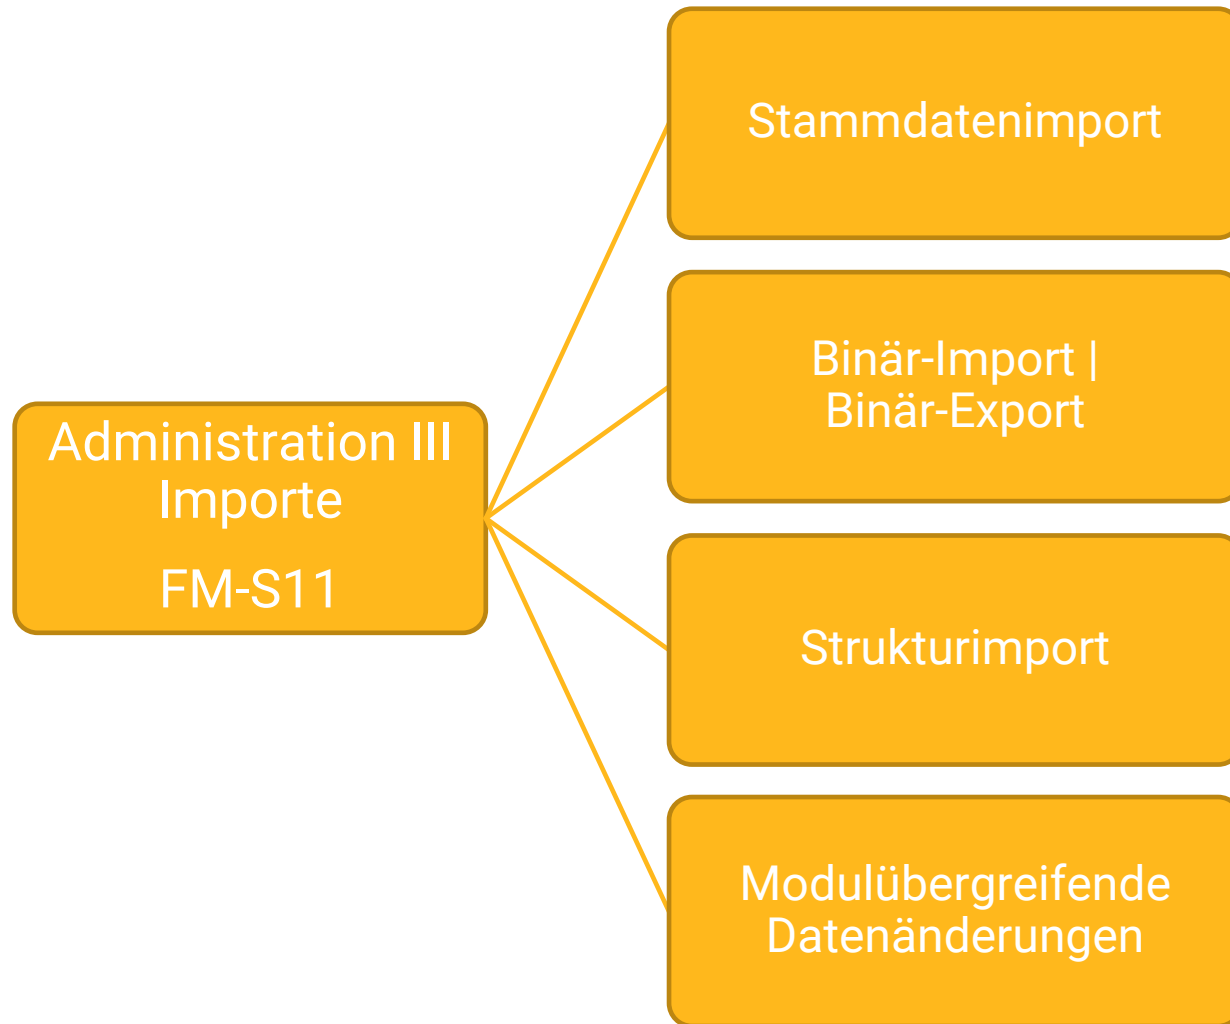 Administration III
Importe
FM-S11
Stammdatenimport
Binär-Import |
Binär-Export
Strukturimport
Modulübergreifende
Datenänderungen